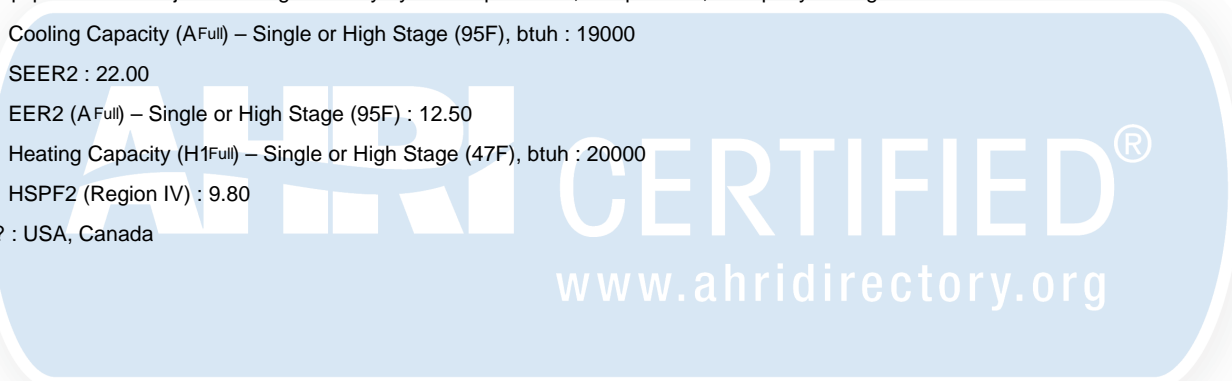 Cooling Capacity (AFull) – Single or High Stage (95F), btuh : 19000
SEER2 : 22.00
EER2 (AFull) – Single or High Stage (95F) : 12.50
Heating Capacity (H1Full) – Single or High Stage (47F), btuh : 20000
HSPF2 (Region IV) : 9.80
? : USA, Canada
AHRI CERTIFIED®
www.ahridirectory.org